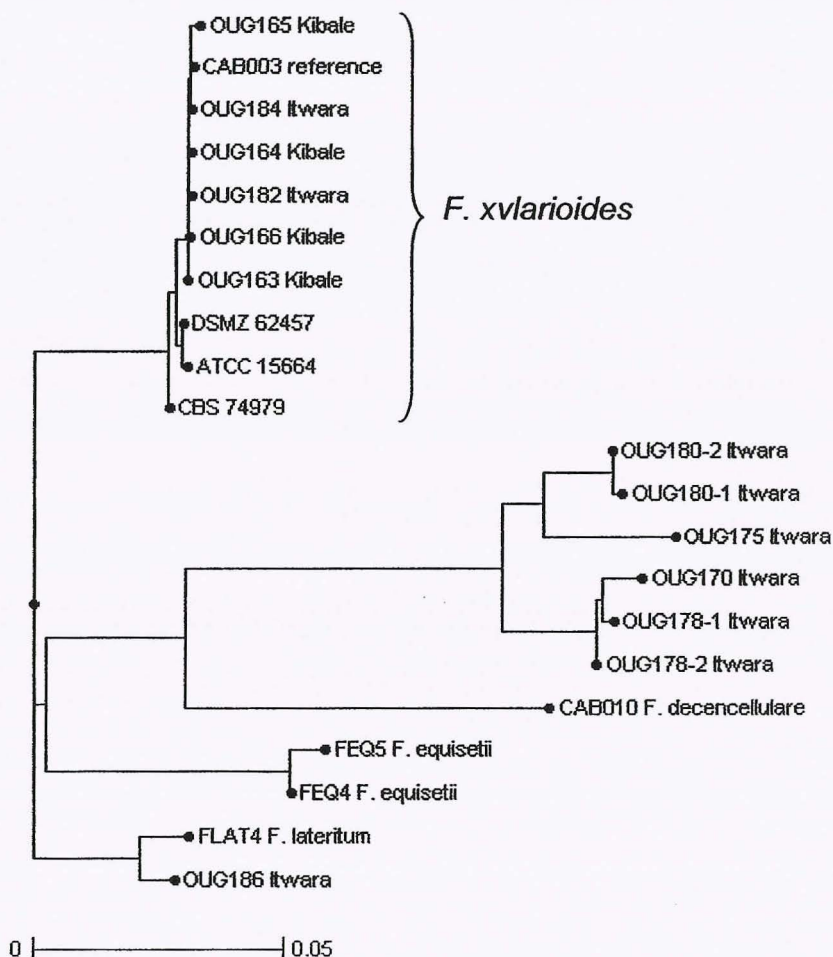 OUG165 Kibale
CAB003 reference
OUG184 Itwara
OUG164 Kibale
OUG182 Itwara
F. xvlarioides
OUG166 Kibale
OUG163 Kibale
DSMZ 62457
ATCC 15664
CBS 74979
OUG180-2 Itwara
OUG180-1 Itwara
OUG175 Itwara
OUG170 Itwara
OUG178-1 Itwara
OUG178-2 Itwara
CAB010 F. decencellulare
FEQ5 F. equisetii
FEQ4 F. equisetii
FLAT4 F. lateritum
OUG186 Itwara
0 0.05